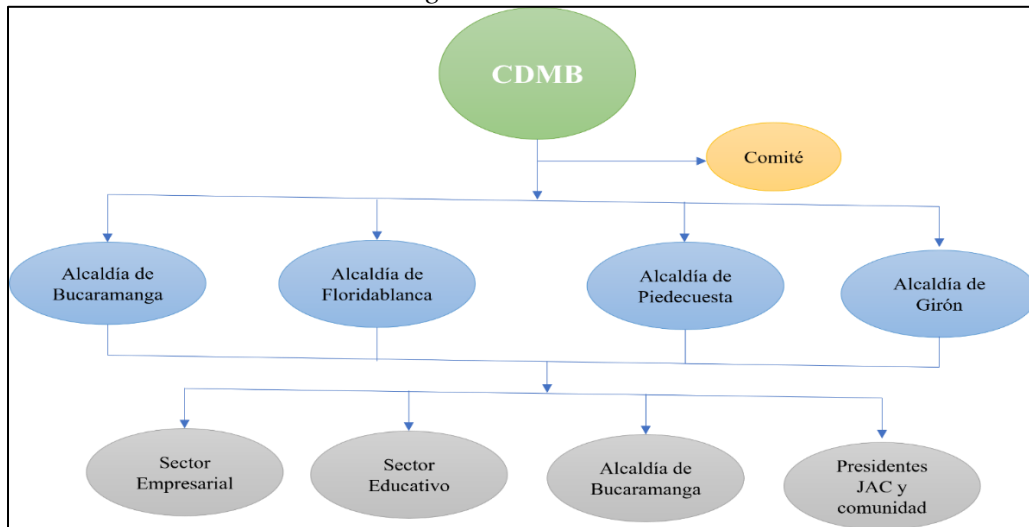 CDMB
Comité
Alcaldía de
Bucaramanga
Alcaldía de
Floridablanca
Alcaldía de
Piedecuesta
Alcaldía de
Girón
Sector
Empresarial
Sector
Educativo
Alcaldía de
Bucaramanga
Presidentes
JAC y
comunidad